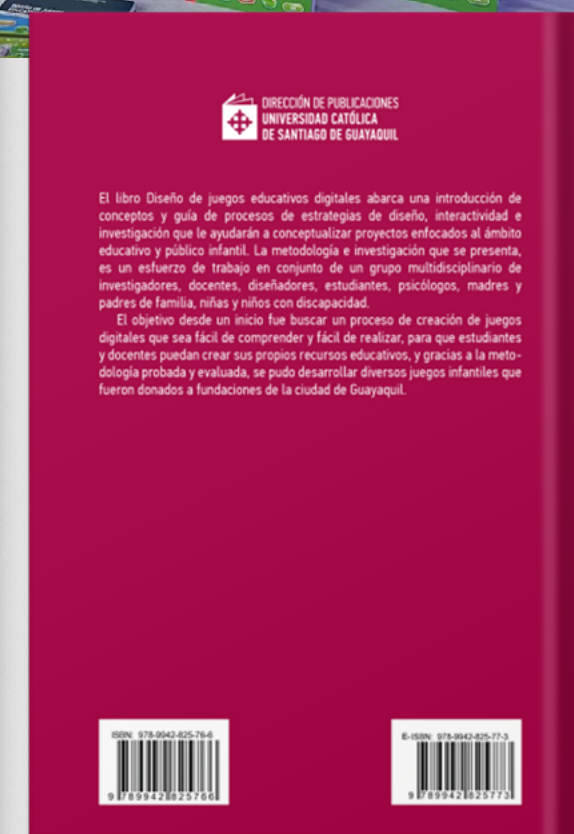 DIRECCIÓN DE PUBLICACIONES
UNIVERSIDAD CATÓLICA
DE SANTIAGO DE GUAYAQUIL
El libro Diseño de juegos educativos digitales abarca una introducción de
conceptos y guía de procesos de estrategias de diseño, interactividad e
investigación que le ayudarán a conceptualizar proyectos enfocados al ámbito
educativo y público infantil. La metodología e investigación que se presenta,
es un esfuerzo de trabajo en conjunto de un grupo multidisciplinario de
investigadores, docentes, diseñadores, estudiantes, psicólogos, madres y
padres de familia, niñas y niños con discapacidad.
El objetivo desde un inicio fue buscar un proceso de creación de juegos
digitales que sea fácil de comprender y fácil de realizar, para que estudiantes
y docentes puedan crear sus propios recursos educativos, y gracias a la meto-
dología probada y evaluada, se pudo desarrollar diversos juegos infantiles que
fueron donados a fundaciones de la ciudad de Guayaquil.
ISBN: 978-9942-825-76-6
9 789942 825766
E-ISBN: 978-9942-825-77-3
9 789942 825773